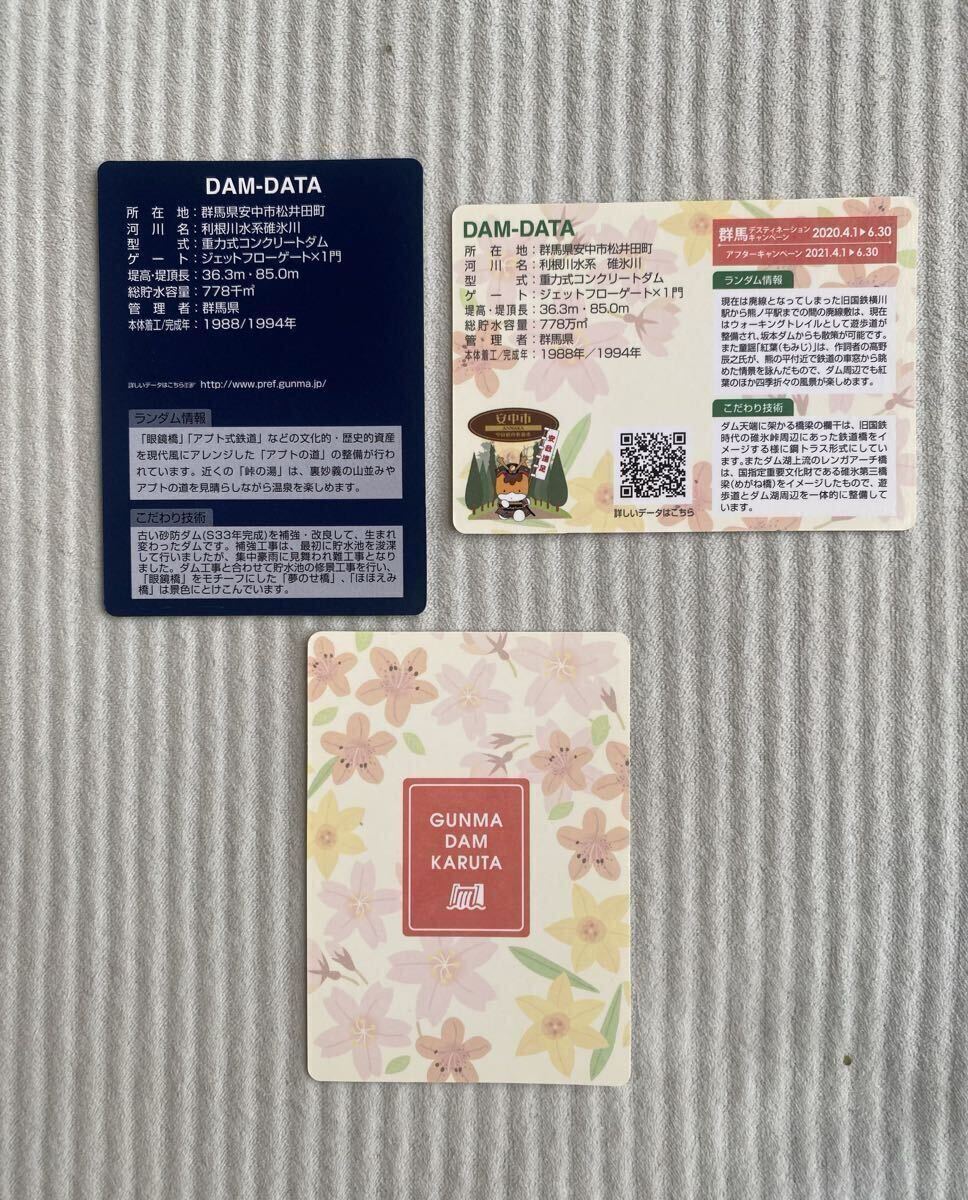 DAM-DATA
所在地：群馬県安中市松井田町
河川名：利根川水系碓氷川
型式：重力式コンクリートダム
ゲート：ジェットフローゲート×1門
堤高・堤頂長：36.3m・85.0m
総貯水容量：778千㎥
管理者：群馬県
本体着工/完成年：1988/1994年
詳しいデータはこちら☞ http://www.pref.gunma.jp/
ランダム情報
「眼鏡橋」「アプト式鉄道」などの文化的・歴史的資産
を現代風にアレンジした「アプトの道」の整備が行わ
れています。近くの「峠の湯」は、裏妙義の山並みや
アプトの道を見晴らしながら温泉を楽しめます。
こだわり技術
古い砂防ダム(S33年完成)を補強・改良して、生まれ
変わったダムです。補強工事は、最初に貯水池を浚渫
して行いましたが、集中豪雨に見舞われ難工事となり
ました。ダム工事と合わせて貯水池の修景工事を行い、
「眼鏡橋」をモチーフにした「夢のせ橋」、「ほほえみ
橋」は景色にとけこんでいます。
DAM-DATA
所在地：群馬県安中市松井田町
河川名：利根川水系 碓氷川
型式：重力式コンクリートダム
ゲート：ジェットフローゲート×1門
堤高・堤頂長：36.3m・85.0m
総貯水容量：778万㎥
管理者：群馬県
本体着工/完成年：1988年/1994年
安中市
ANNAKA
安政遠足
詳しいデータはこちら
群馬デスティネーションキャンペーン 2020.4.1▶6.30
アフターキャンペーン 2021.4.1▶6.30
ランダム情報
現在は廃線となってしまった旧国鉄横川
駅から熊ノ平駅までの間の廃線敷は、現在
はウォーキングトレイルとして遊歩道が
整備され、坂本ダムからも散策が可能です。
また童謡「紅葉(もみじ)」は、作詞者の高野
辰之氏が、熊の平付近で鉄道の車窓から眺
めた情景を詠んだもので、ダム周辺でも紅
葉のほか四季折々の風景が楽しめます。
こだわり技術
ダム天端に架かる橋梁の欄干は、旧国鉄
時代の碓氷峠周辺にあった鉄道橋をイ
メージする様に鋼トラス形式にしていま
す。またダム湖上流のレンガアーチ橋
は、国指定重要文化財である碓氷第三橋
梁(めがね橋)をイメージしたもので、遊
歩道とダム湖周辺を一体的に整備して
います。
GUNMA
DAM
KARUTA